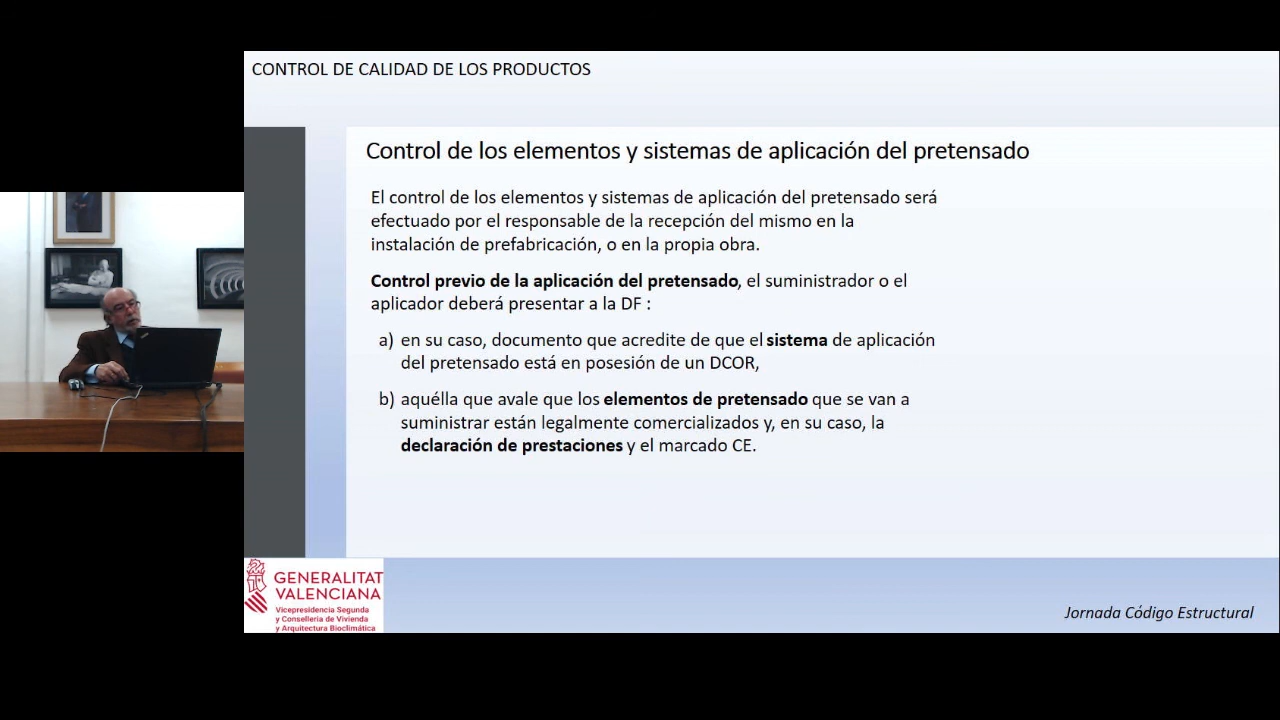 CONTROL DE CALIDAD DE LOS PRODUCTOS
Control de los elementos y sistemas de aplicación del pretensado
El control de los elementos y sistemas de aplicación del pretensado será
efectuado por el responsable de la recepción del mismo en la
instalación de prefabricación, o en la propia obra.
Control previo de la aplicación del pretensado, el suministrador o el
aplicador deberá presentar a la DF :
a) en su caso, documento que acredite de que el sistema de aplicación
del pretensado está en posesión de un DCOR,
b) aquélla que avale que los elementos de pretensado que se van a
suministrar están legalmente comercializados y, en su caso, la
declaración de prestaciones y el marcado CE.
GENERALITAT
VALENCIANA
Vicepresidencia Segunda
y Conselleria de Vivienda
y Arquitectura Bioclimática
Jornada Código Estructural